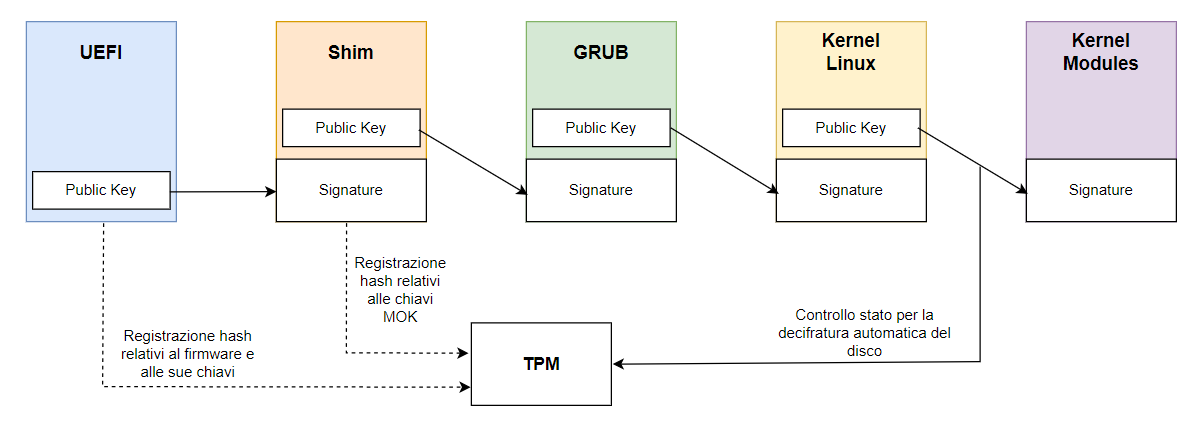 UEFI
Shim
GRUB
Kernel
Linux
Kernel
Modules
Public Key
Public Key
Public Key
Public Key
Signature
Signature
Signature
Signature
Registrazione
hash relativi
alle chiavi
MOK
Registrazione hash
relativi al firmware e
alle sue chiavi
Controllo stato per la
decifratura automatica del
disco
TPM